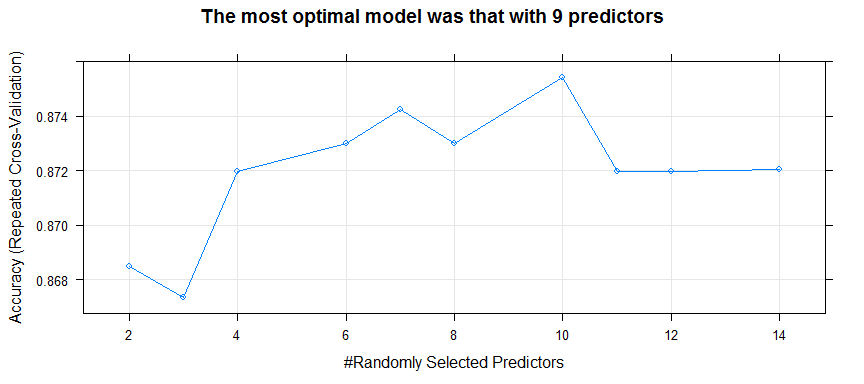 The most optimal model was that with 9 predictors
Accuracy (Repeated Cross-Validation)
0.874
0.872
0.870
0.868
2 4 6 8 10 12 14
#Randomly Selected Predictors